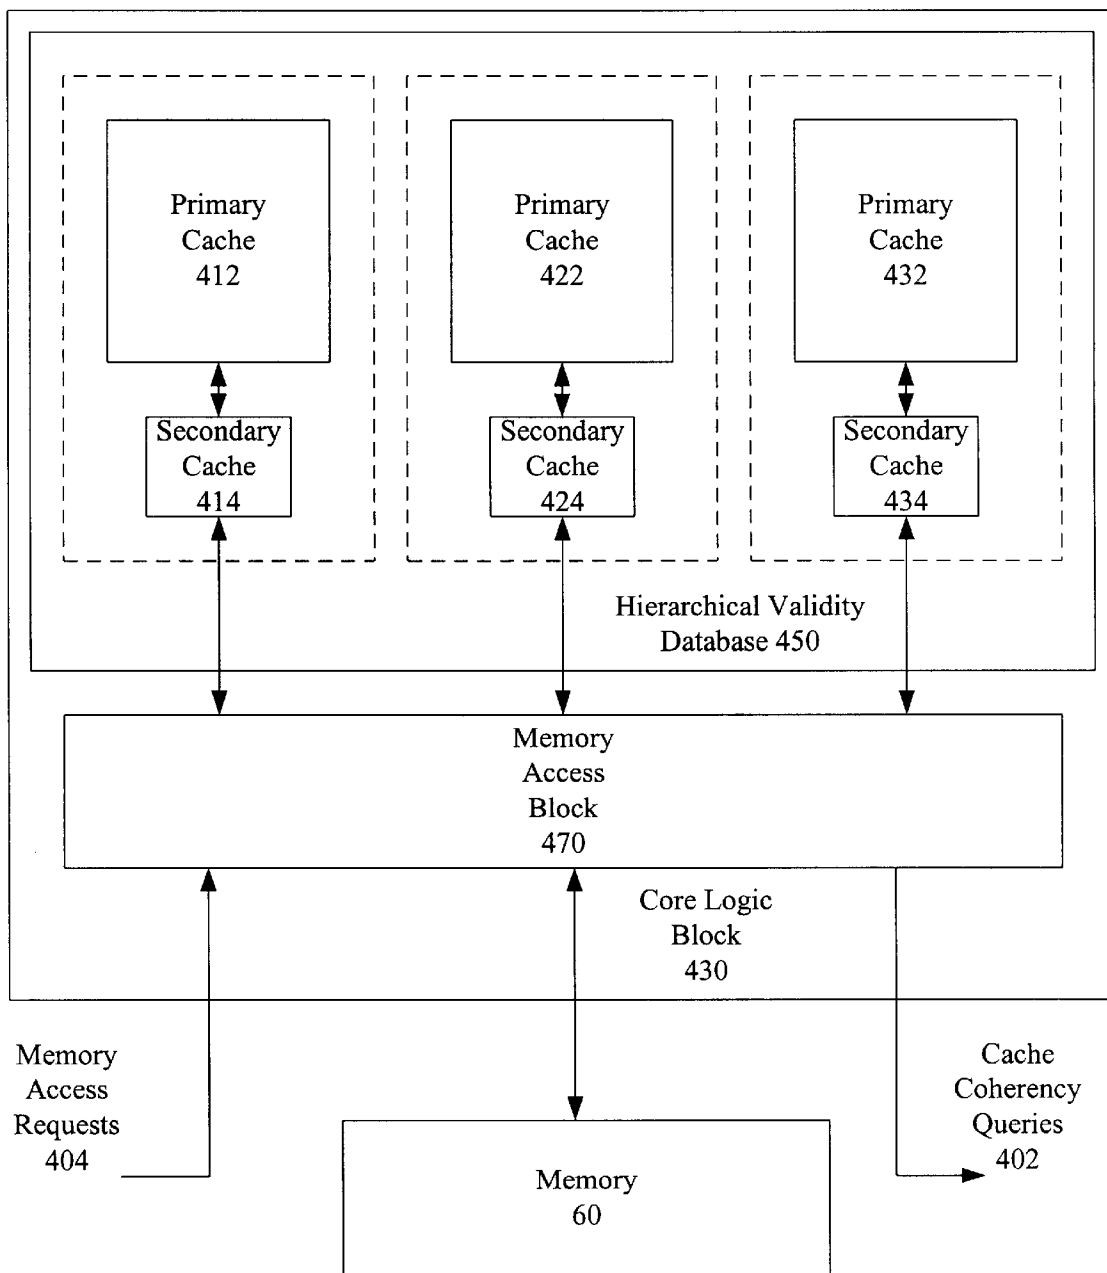 Primary
Cache
412
Primary
Cache
422
Primary
Cache
432
Secondary
Cache
414
Secondary
Cache
424
Secondary
Cache
434
Hierarchical Validity
Database 450
Memory
Access
Block
470
Core Logic
Block
430
Memory
Access
Requests
404
Cache
Coherency
Queries
402
Memory
60